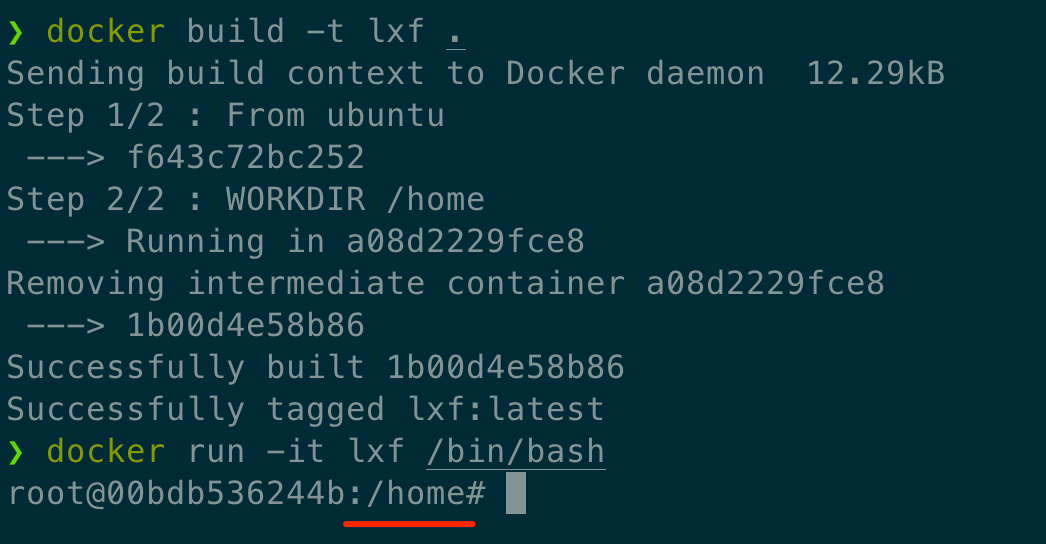 ❯ docker build -t lxf .
Sending build context to Docker daemon  12.29kB
Step 1/2 : From ubuntu
 ---> f643c72bc252
Step 2/2 : WORKDIR /home
 ---> Running in a08d2229fce8
Removing intermediate container a08d2229fce8
 ---> 1b00d4e58b86
Successfully built 1b00d4e58b86
Successfully tagged lxf:latest
❯ docker run -it lxf /bin/bash
root@00bdb536244b:/home#